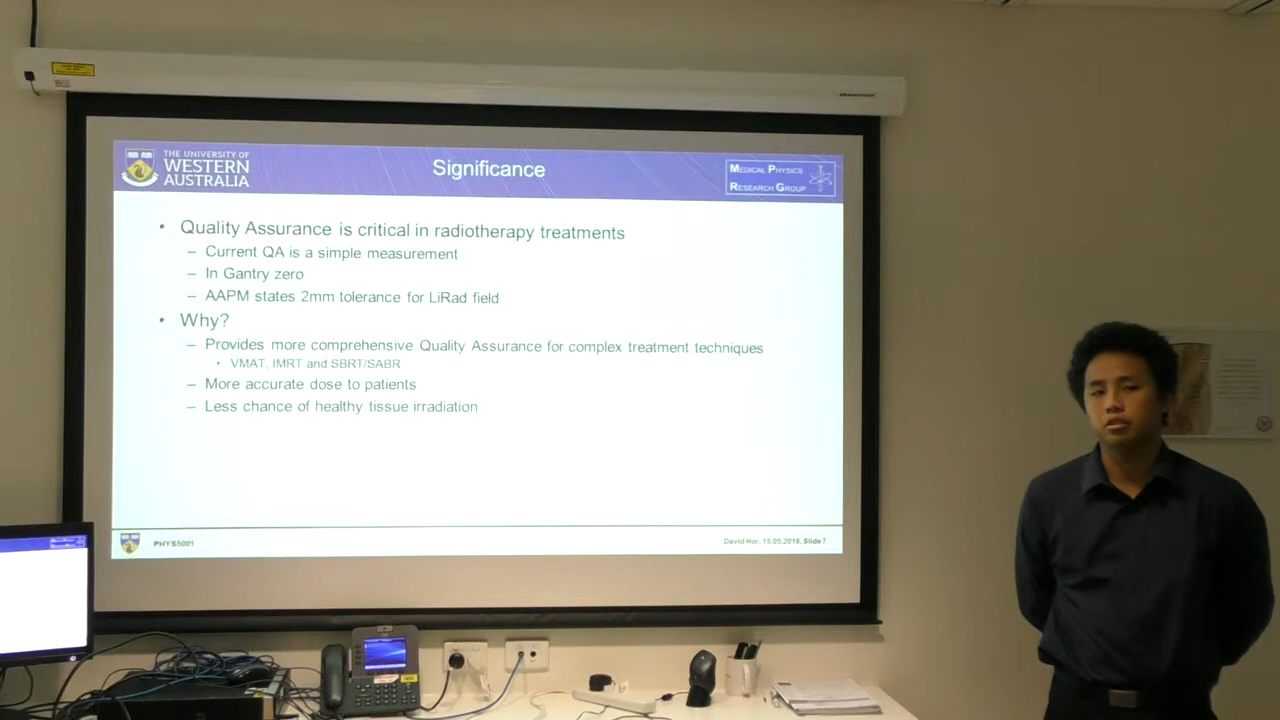 THE UNIVERSITY OF
WESTERN
AUSTRALIA
Significance
MEDICAL PHYSICS
RESEARCH GROUP
• Quality Assurance is critical in radiotherapy treatments
– Current QA is a simple measurement
– In Gantry zero
– AAPM states 2mm tolerance for LiRad field
• Why?
– Provides more comprehensive Quality Assurance for complex treatment techniques
• VMAT, IMRT and SBRT/SABR
– More accurate dose to patients
– Less chance of healthy tissue irradiation
PHYS5001
David Hor, 15.05.2018, Slide 7